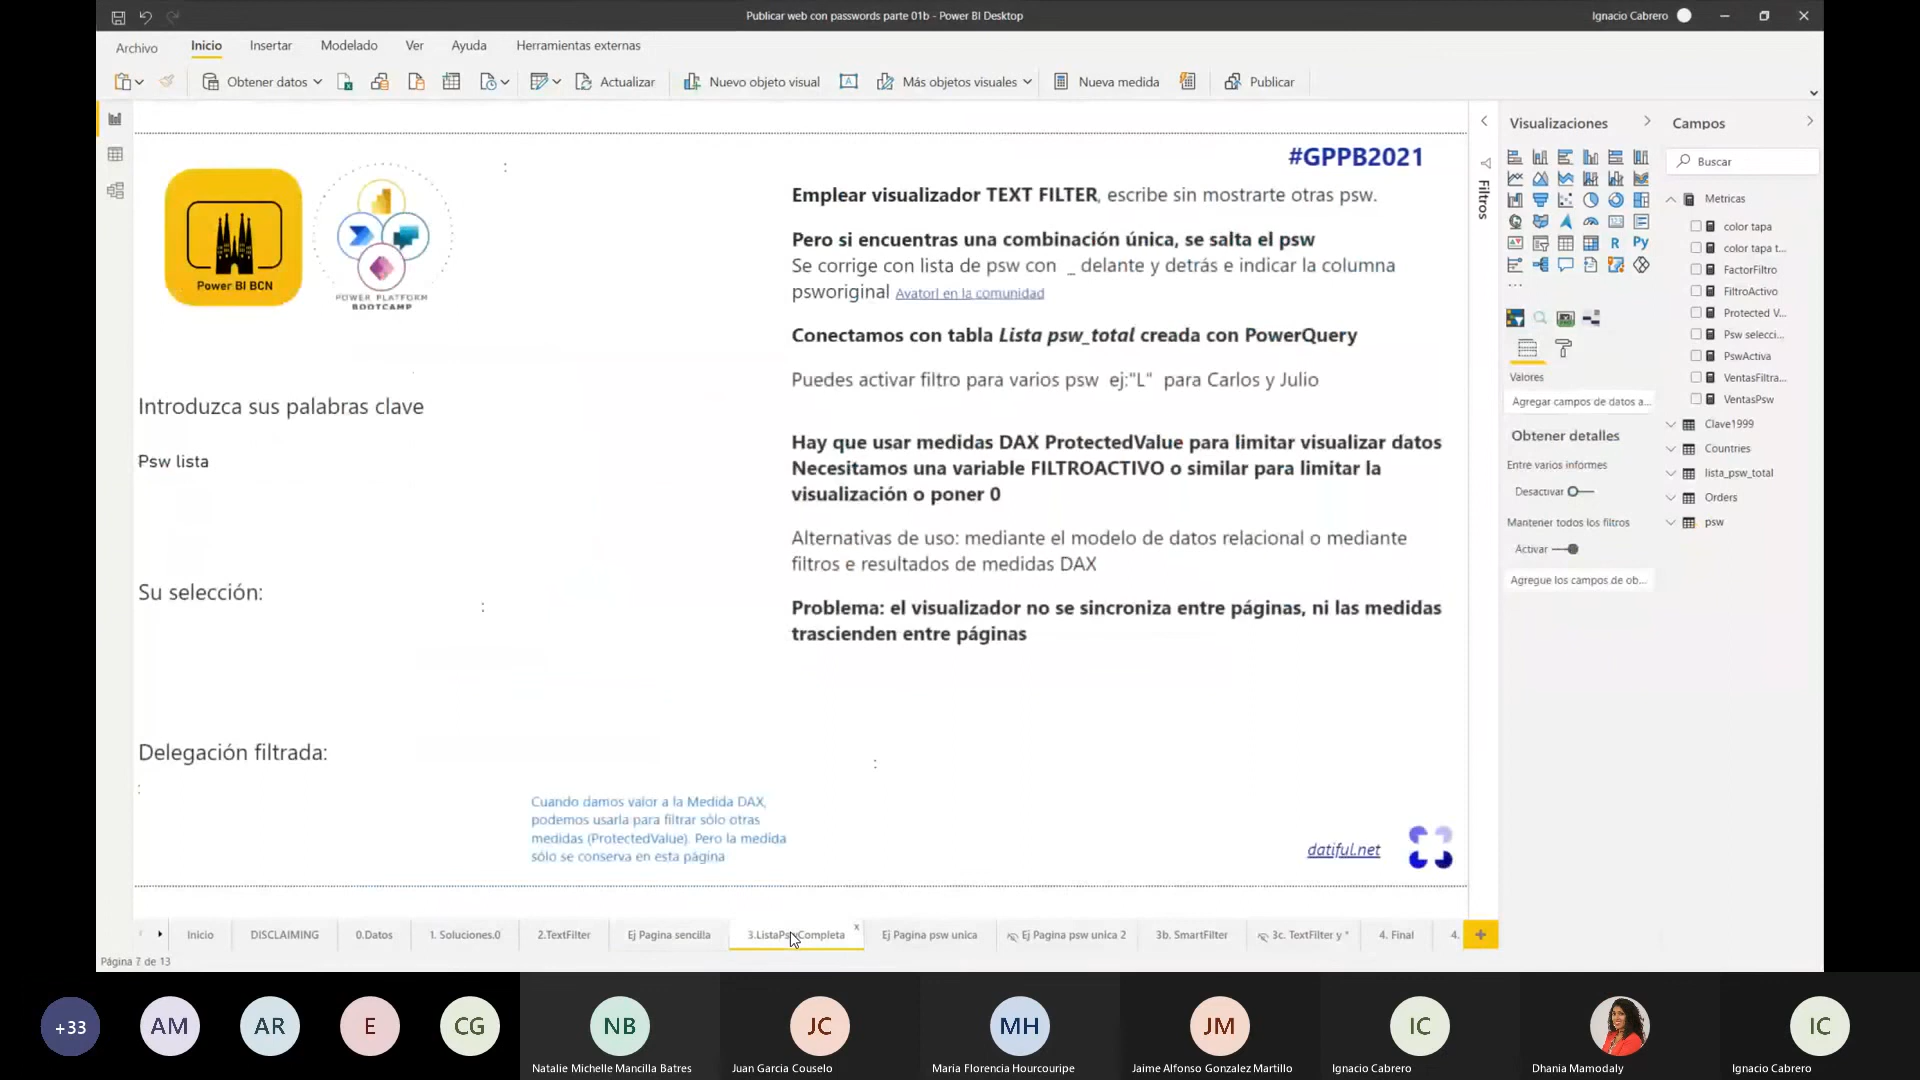 Publicar web con passwords parte 01b - Power BI Desktop
Ignacio Cabrero
Archivo
Inicio
Insertar
Modelado
Ver
Ayuda
Herramientas externas
Obtener datos
Actualizar
Nuevo objeto visual
Más objetos visuales
Nueva medida
Publicar
Power BI BCN
POWER PLATFORM
BOOTCAMP
:
#GPPB2021
Emplear visualizador TEXT FILTER, escribe sin mostrarte otras psw.
Pero si encuentras una combinación única, se salta el psw
Se corrige con lista de psw con _ delante y detrás e indicar la columna
psworiginal Avatorl en la comunidad
Conectamos con tabla Lista psw_total creada con PowerQuery
Puedes activar filtro para varios psw ej:"L" para Carlos y Julio
Hay que usar medidas DAX ProtectedValue para limitar visualizar datos
Necesitamos una variable FILTROACTIVO o similar para limitar la
visualización o poner 0
Alternativas de uso: mediante el modelo de datos relacional o mediante
filtros e resultados de medidas DAX
Problema: el visualizador no se sincroniza entre páginas, ni las medidas
trascienden entre páginas
Introduzca sus palabras clave
Psw lista
Su selección:
:
Delegación filtrada:
:
:
Cuando damos valor a la Medida DAX,
podemos usarla para filtrar sólo otras
medidas (ProtectedValue). Pero la medida
sólo se conserva en esta página
datiful.net
Filtros
Visualizaciones
R
Py
...
Valores
Agregar campos de datos a...
Obtener detalles
Entre varios informes
Desactivar
Mantener todos los filtros
Activar
Agregue los campos de ob...
Campos
Buscar
Metricas
color tapa
color tapa t...
FactorFiltro
FiltroActivo
Protected V...
Psw selecci...
PswActiva
VentasFiltra...
VentasPsw
Clave1999
Countries
lista_psw_total
Orders
psw
Inicio
DISCLAIMING
0.Datos
1. Soluciones.0
2.TextFilter
Ej Pagina sencilla
3.ListaPs Completa
x
Ej Pagina psw unica
Ej Pagina psw unica 2
3b. SmartFilter
3c. TextFilter y *
4. Final
4.
+
Página 7 de 13
+33
AM
AR
E
CG
NB
Natalie Michelle Mancilla Batres
JC
Juan Garcia Couselo
MH
Maria Florencia Hourcouripe
JM
Jaime Alfonso Gonzalez Martillo
IC
Ignacio Cabrero
Dhania Mamodaly
IC
Ignacio Cabrero